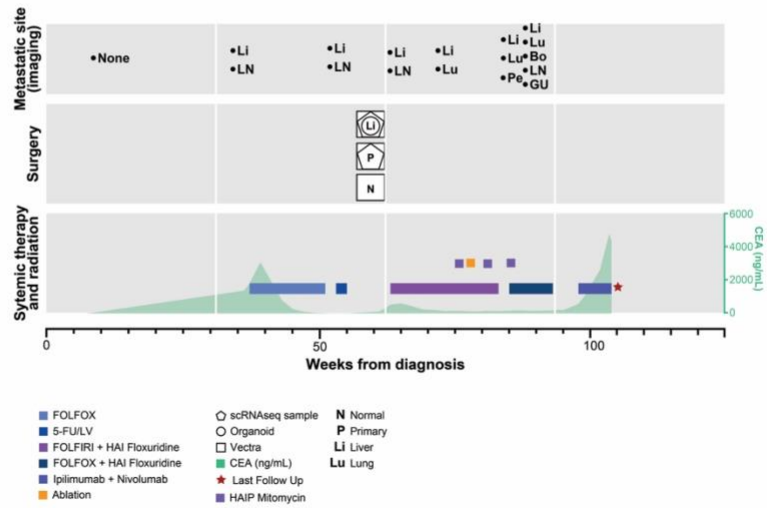 Metastatic site
(imaging)
•None
•Li
•LN
•Li
•LN
•Li
•LN
•Li
•Lu
•Li
•Lu
•Pe
•Li
•Lu
•Bo
•LN
•GU
Surgery
Li
P
N
Sytemic therapy
and radiation
6000
4000
2000
0
CEA (ng/mL)
0
50
100
Weeks from diagnosis
FOLFOX
5-FU/LV
FOLFIRI + HAI Floxuridine
FOLFOX + HAI Floxuridine
Ipilimumab + Nivolumab
Ablation
scRNAseq sample
Organoid
Vectra
CEA (ng/mL)
Last Follow Up
HAIP Mitomycin
N Normal
P Primary
Li Liver
Lu Lung